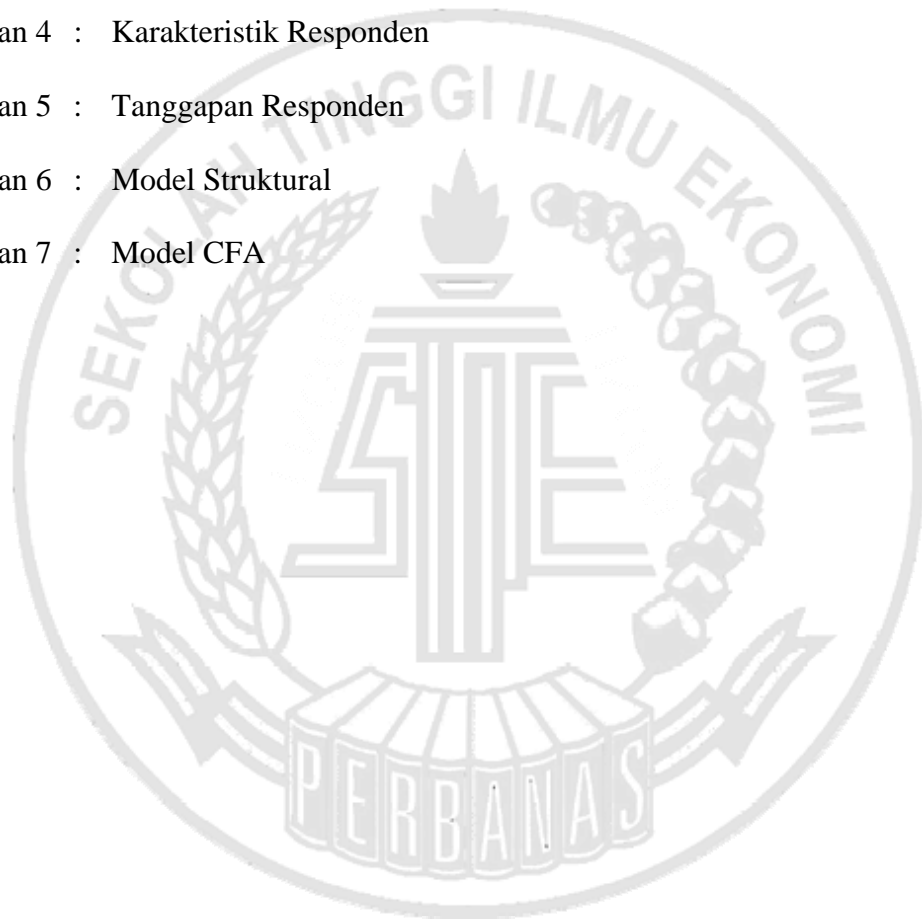 an 4 : Karakteristik Responden
an 5 : Tanggapan Responden
an 6 : Model Struktural
an 7 : Model CFA
SEKOLAH TINGGI ILMU EKONOMI
STIE
PERBANAS